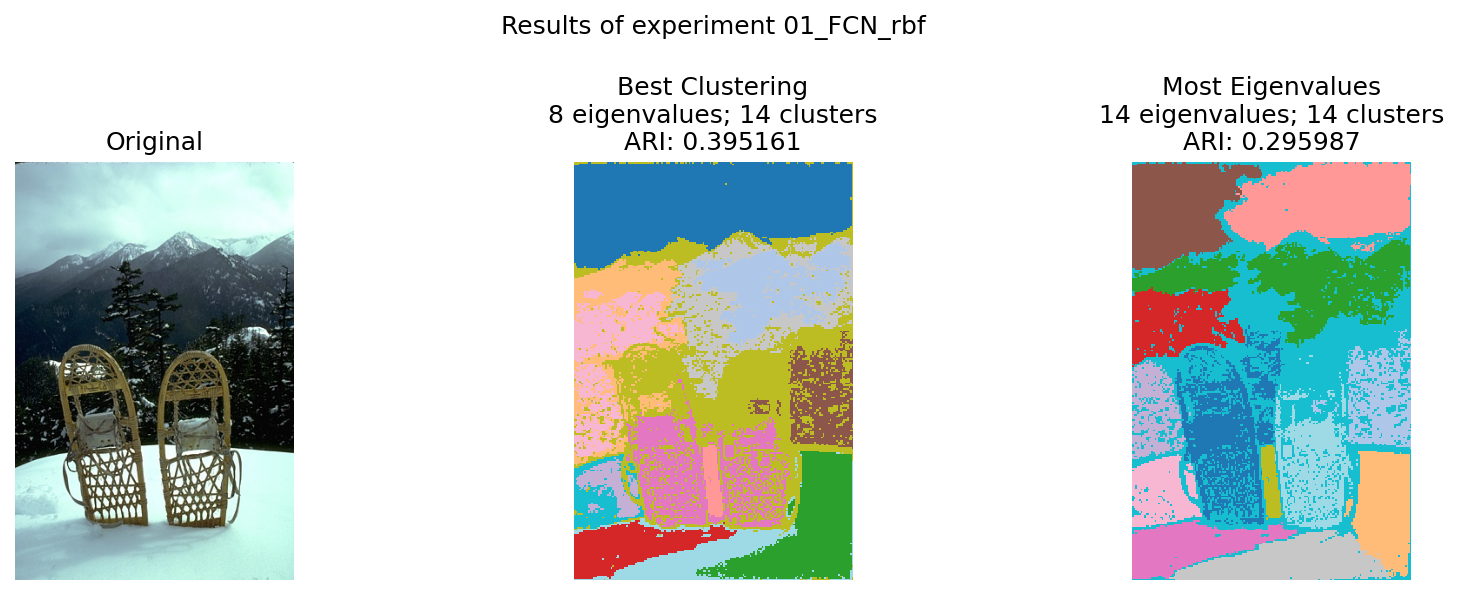 Results of experiment 01_FCN_rbf
Original
Best Clustering
8 eigenvalues; 14 clusters
ARI: 0.395161
Most Eigenvalues
14 eigenvalues; 14 clusters
ARI: 0.295987